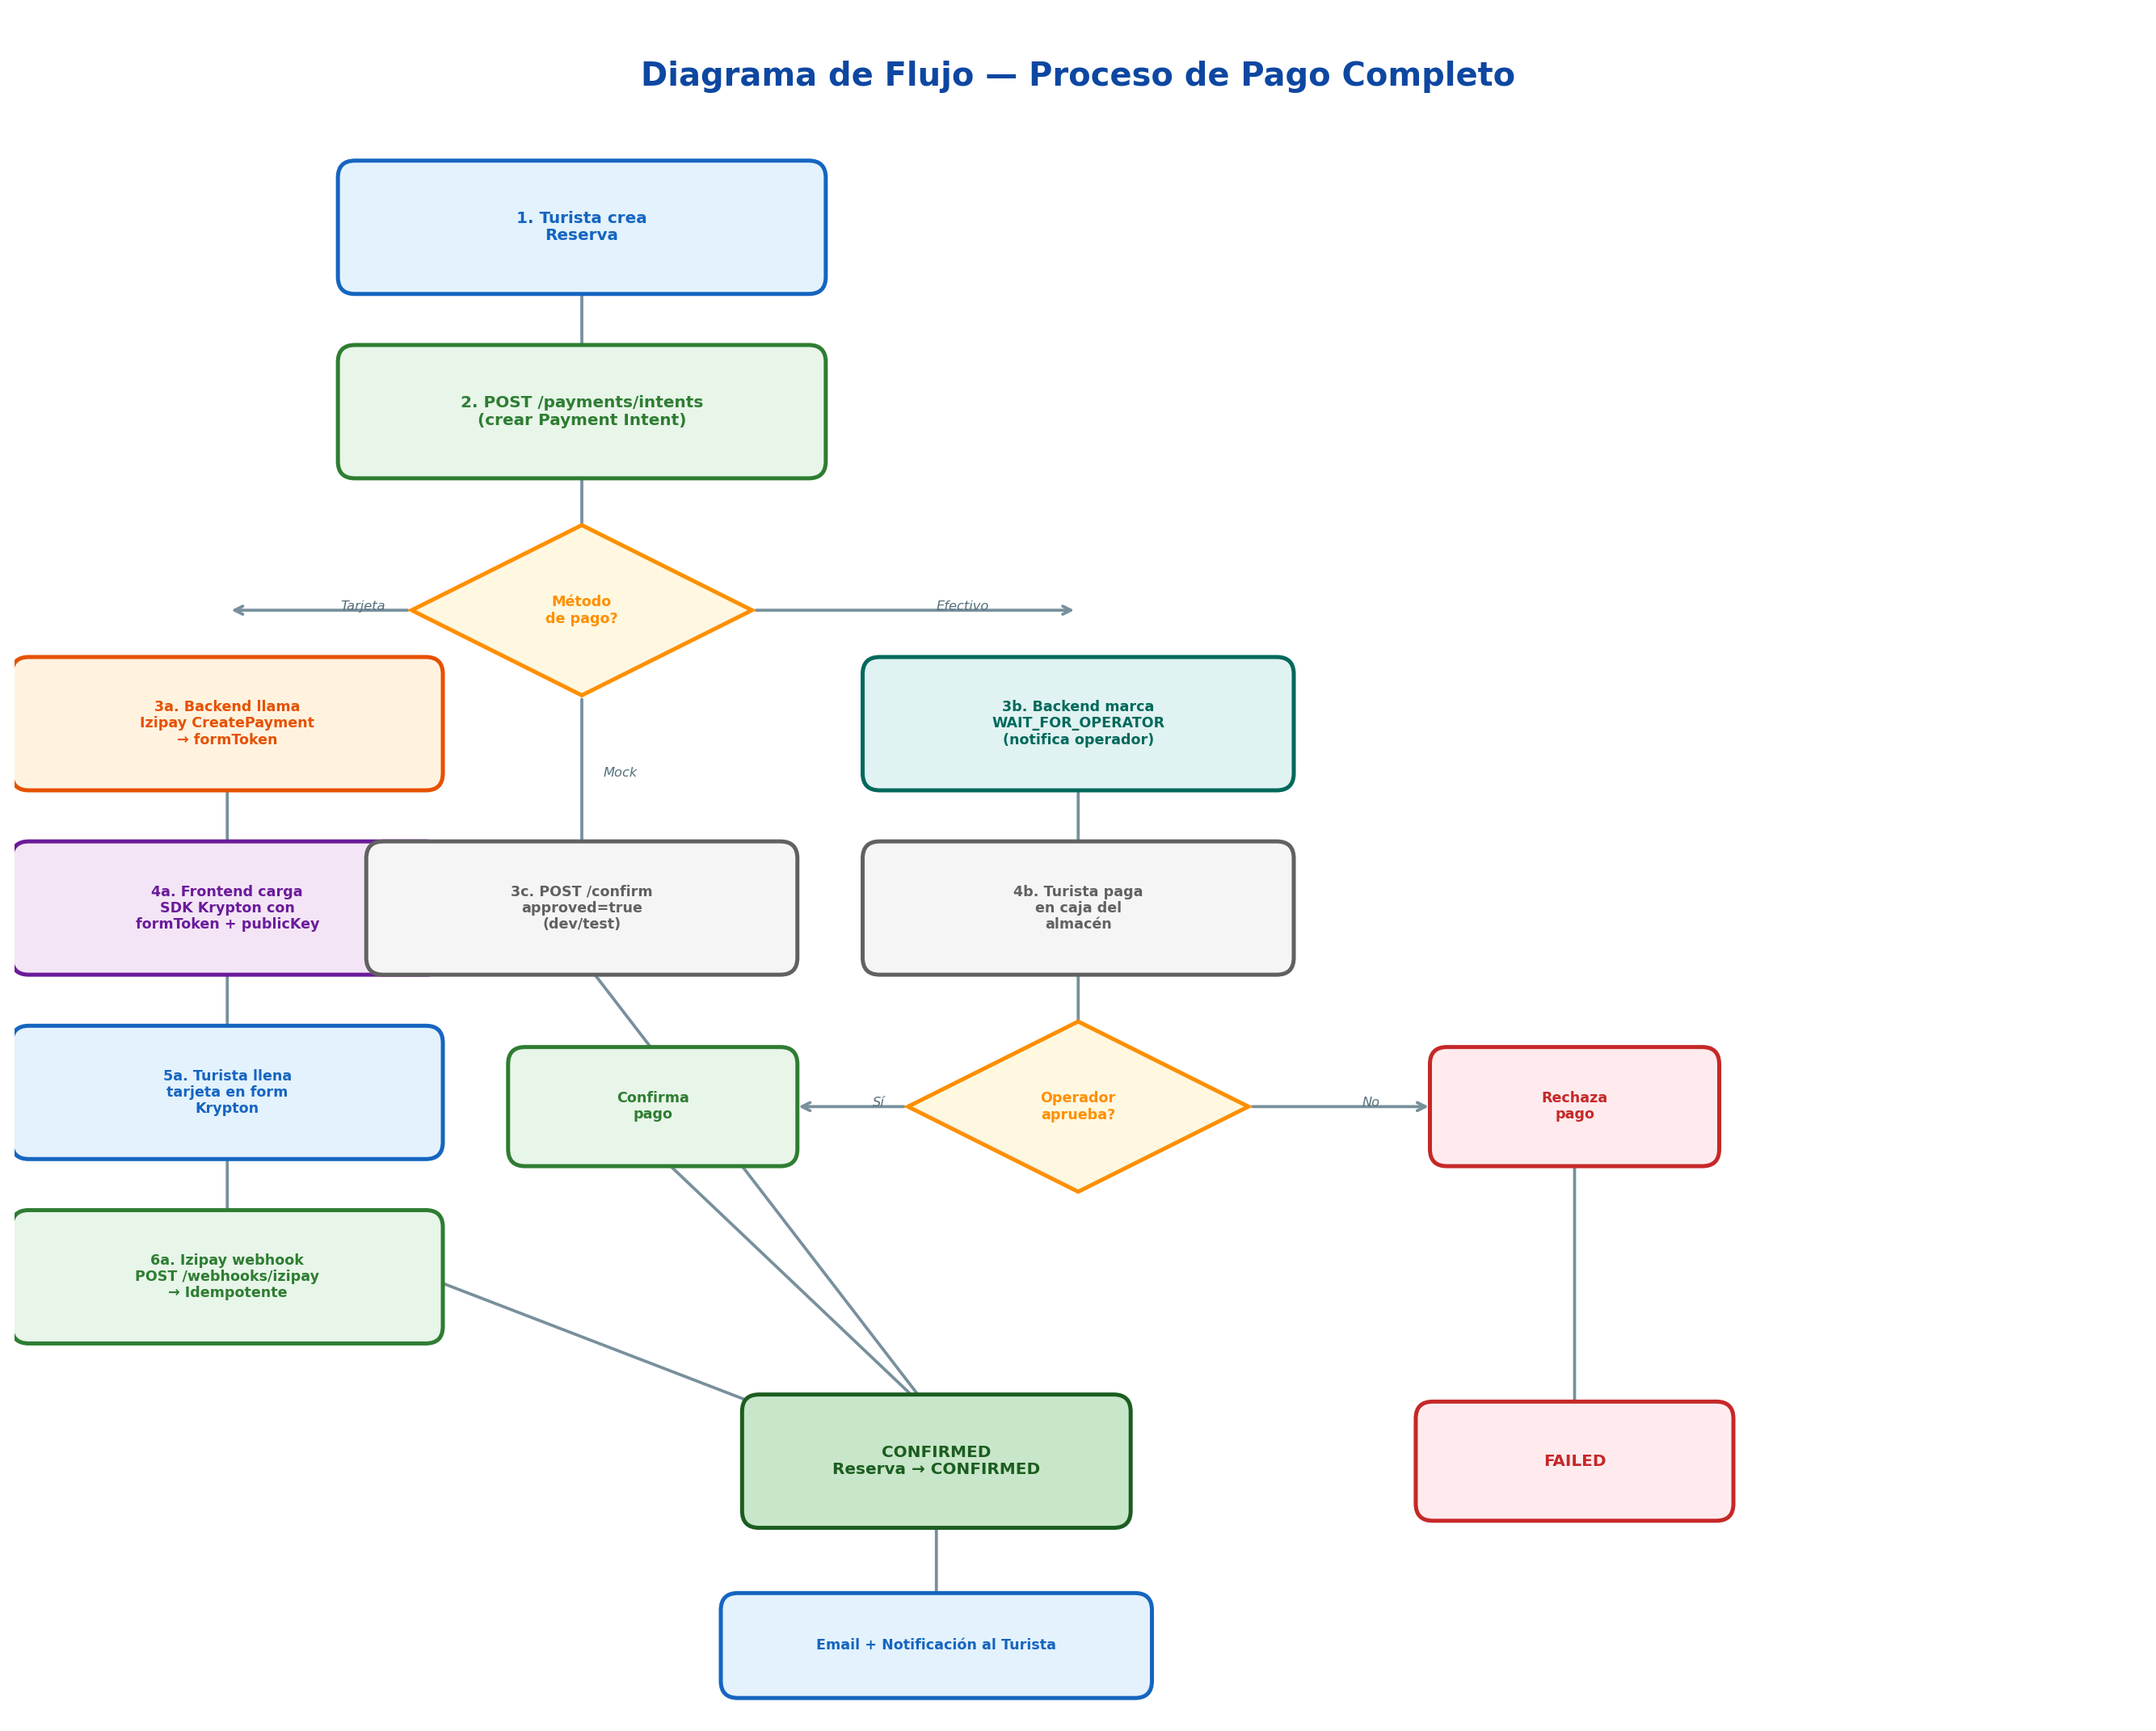 Diagrama de Flujo — Proceso de Pago Completo
1. Turista crea
Reserva
2. POST /payments/intents
(crear Payment Intent)
Método
de pago?
Tarjeta
Efectivo
Mock
3a. Backend llama
Izipay CreatePayment
→ formToken
3b. Backend marca
WAIT_FOR_OPERATOR
(notifica operador)
4a. Frontend carga
SDK Krypton con
formToken + publicKey
3c. POST /confirm
approved=true
(dev/test)
4b. Turista paga
en caja del
almacén
5a. Turista llena
tarjeta en form
Krypton
Confirma
pago
Sí
Operador
aprueba?
No
Rechaza
pago
6a. Izipay webhook
POST /webhooks/izipay
→ Idempotente
CONFIRMED
Reserva → CONFIRMED
FAILED
Email + Notificación al Turista